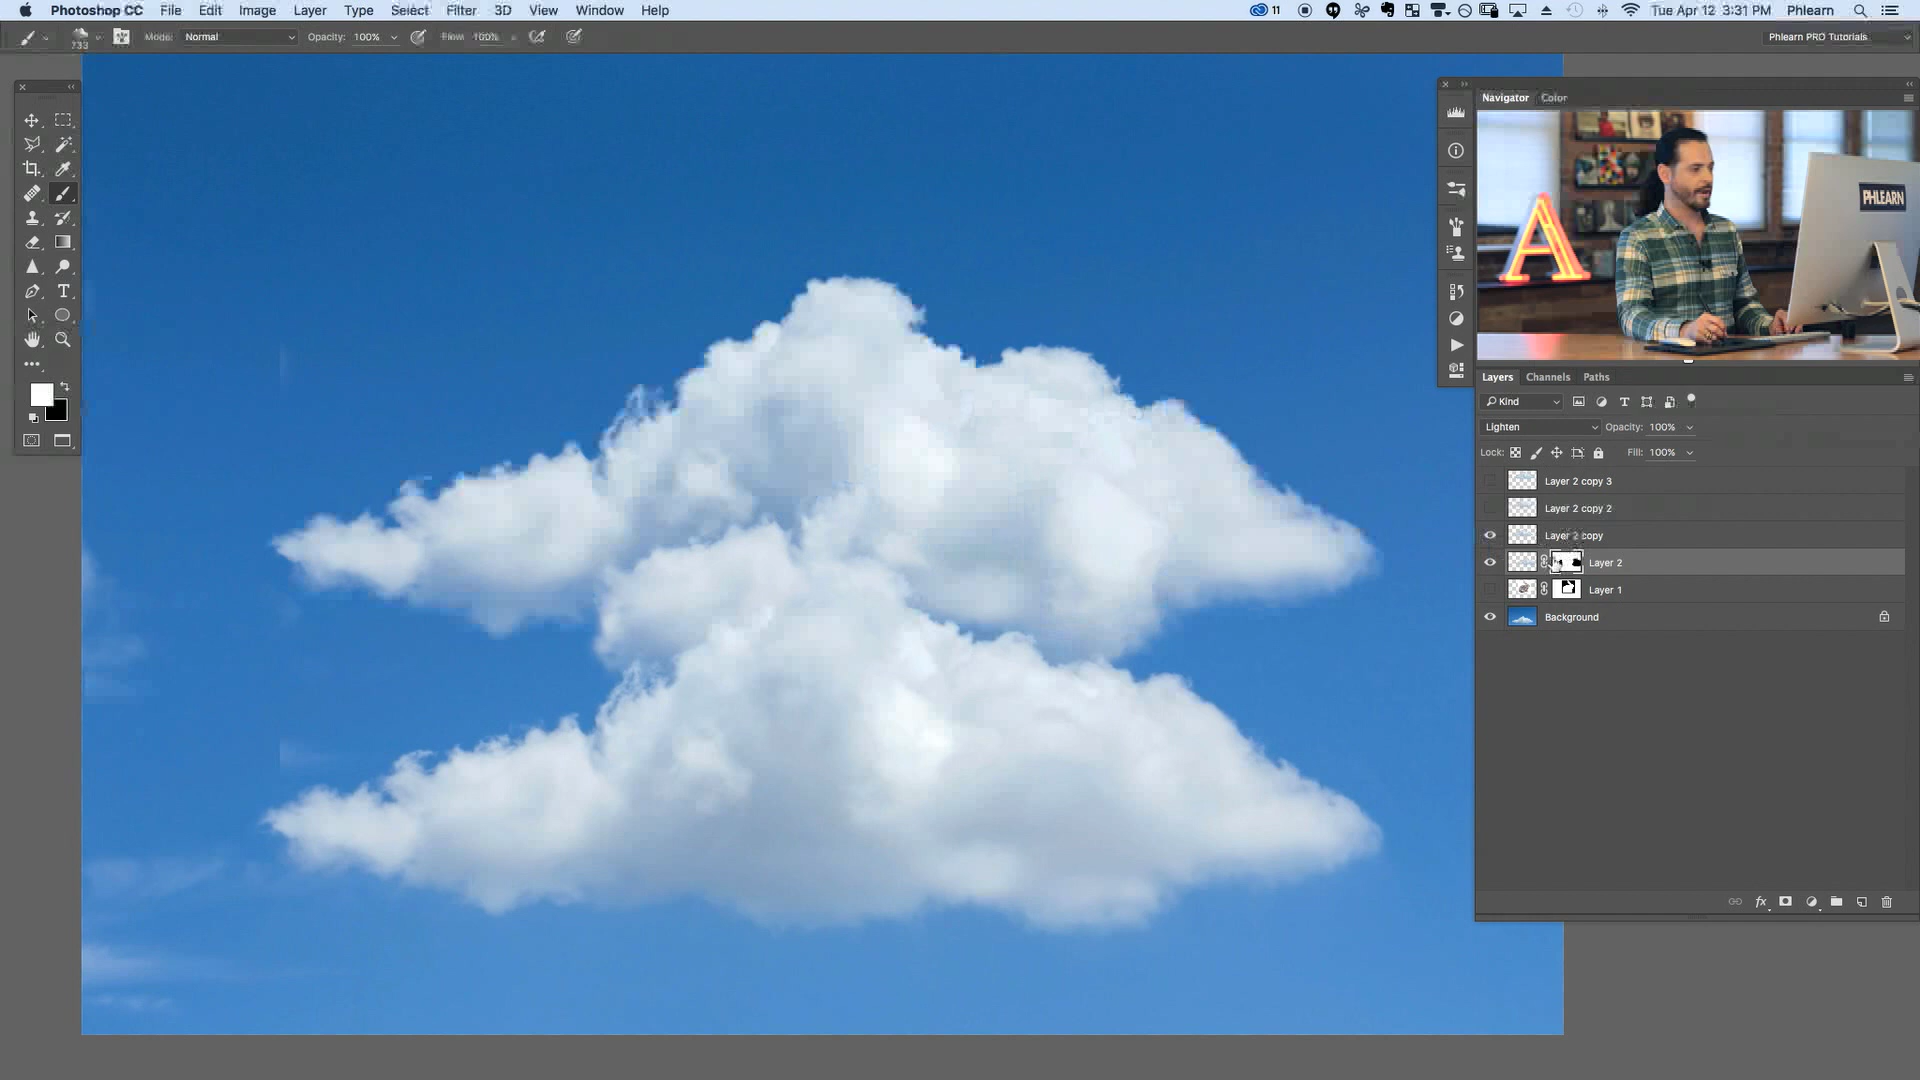 Photoshop CC File Edit Image Layer Type Select Filter 3D View Window Help 11 Tue Apr 12 3:31 PM Phlearn
733 Mode: Normal Opacity: 100% Flow: 100% Phlearn PRO Tutorials
Navigator Color
PHLEARN
A
Layers Channels Paths
Kind
Lighten Opacity: 100%
Lock: Fill: 100%
Layer 2 copy 3
Layer 2 copy 2
Layer 2 copy
Layer 2
Layer 1
Background
fx